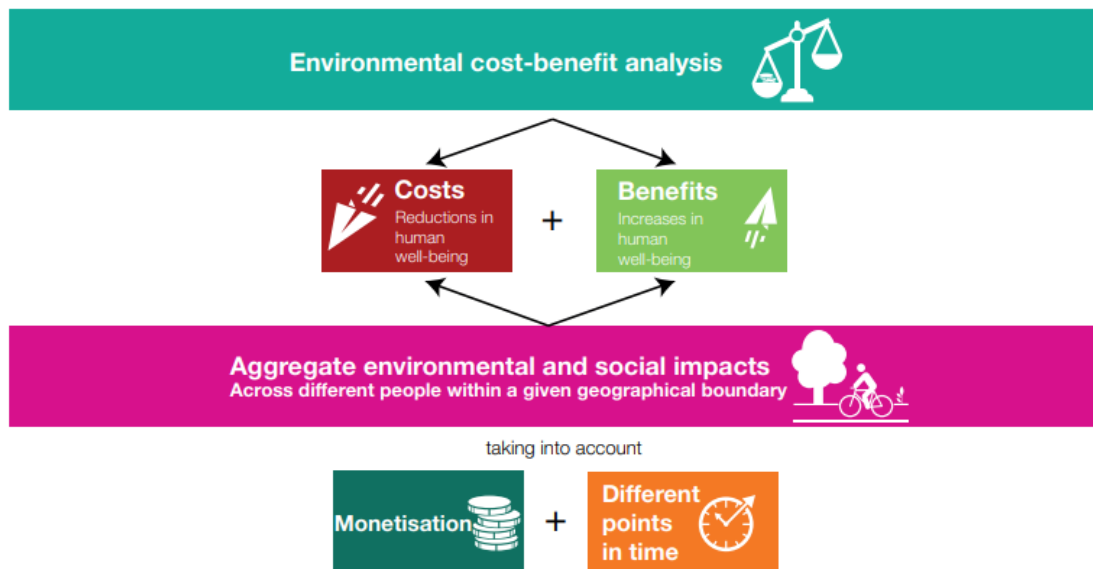 Environmental cost-benefit analysis
Costs
Reductions in
human
well-being
+
Benefits
Increases in
human
well-being
Aggregate environmental and social impacts
Across different people within a given geographical boundary
taking into account
Monetisation
+
Different
points
in time